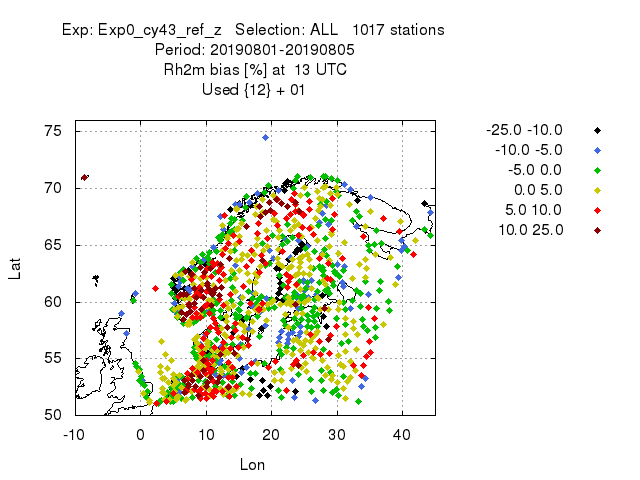 Exp: Exp0_cy43_ref_z   Selection: ALL   1017 stations
Period: 20190801-20190805
Rh2m bias [%] at  13 UTC
Used {12} + 01
-25.0 -10.0
-10.0 -5.0
-5.0 0.0
0.0 5.0
5.0 10.0
10.0 25.0
75
70
65
60
55
50
Lat
-10 0 10 20 30 40
Lon